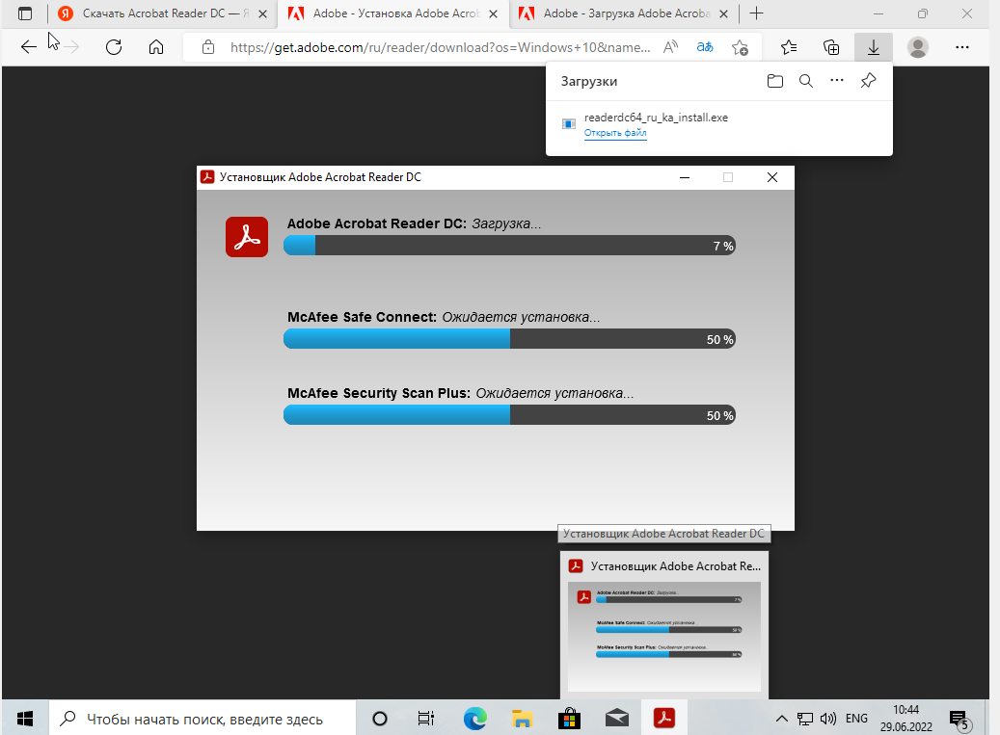 Я Скачать Acrobat Reader DC — Я
Adobe - Установка Adobe Acrob
Adobe - Загрузка Adobe Acroba
https://get.adobe.com/ru/reader/download?os=Windows+10&name...
Загрузки
readerdc64_ru_ka_install.exe
Открыть файл
Установщик Adobe Acrobat Reader DC
Adobe Acrobat Reader DC: Загрузка...
7 %
McAfee Safe Connect: Ожидается установка...
50 %
McAfee Security Scan Plus: Ожидается установка...
50 %
Установщик Adobe Acrobat Reader DC
Установщик Adobe Acrobat Re...
Adobe Acrobat Reader DC: Загрузка...
7 %
McAfee Safe Connect: Ожидается установка...
50 %
McAfee Security Scan Plus: Ожидается установка...
50 %
Чтобы начать поиск, введите здесь
ENG
10:44
29.06.2022
5